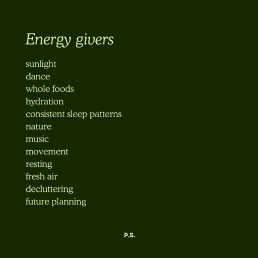 Energy givers
sunlight
dance
whole foods
hydration
consistent sleep patterns
nature
music
movement
resting
fresh air
decluttering
future planning
P.S.